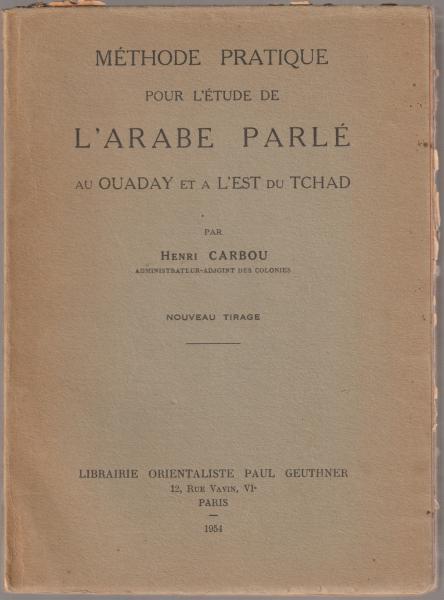 MÉTHODE PRATIQUE
POUR L'ÉTUDE DE
L'ARABE PARLÉ
AU OUADAY ET A L'EST DU TCHAD
PAR
HENRI CARBOU
ADMINISTRATEUR-ADJOINT DES COLONIES
NOUVEAU TIRAGE
LIBRAIRIE ORIENTALISTE PAUL GEUTHNER
12, RUE VAVIN, VIe
PARIS
1954